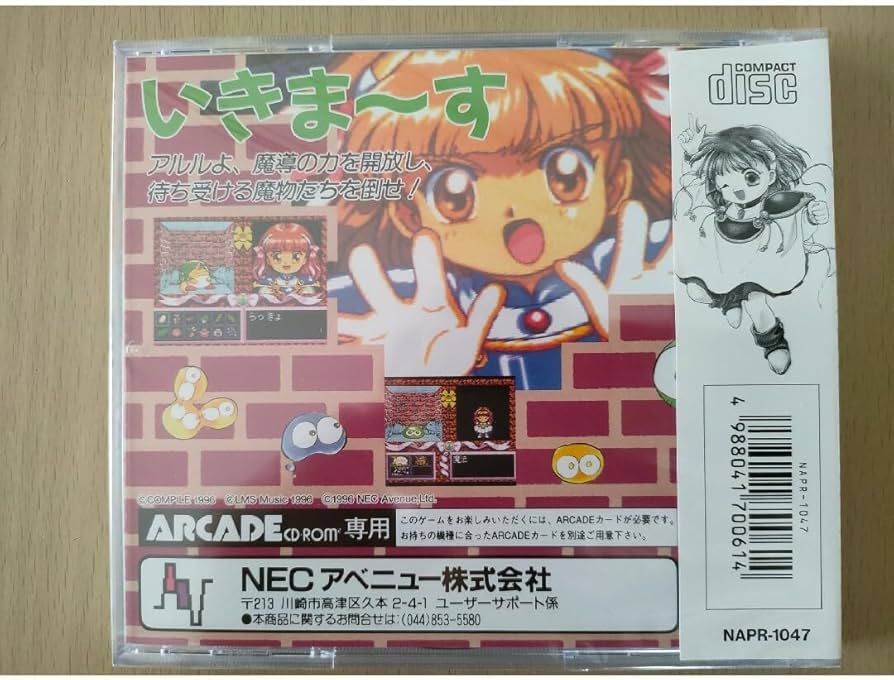 いきま〜す
アルルよ、魔導の力を開放し、
待ち受ける魔物たちを倒せ！
©COMPILE 1996 ©LMS Music 1996 ©1996 NEC Avenue,Ltd.
ARCADE CD-ROM² 専用
このゲームをお楽しみいただくには、ARCADEカードが必要です。
お持ちの機種に合ったARCADEカードを別途ご用意下さい。
NECアベニュー株式会社
〒213 川崎市高津区久本2-4-1 ユーザーサポート係
●本商品に関するお問合せは:(044)853-5580
COMPACT
disc
NAPR-1047
4 988041 700614
NAPR-1047